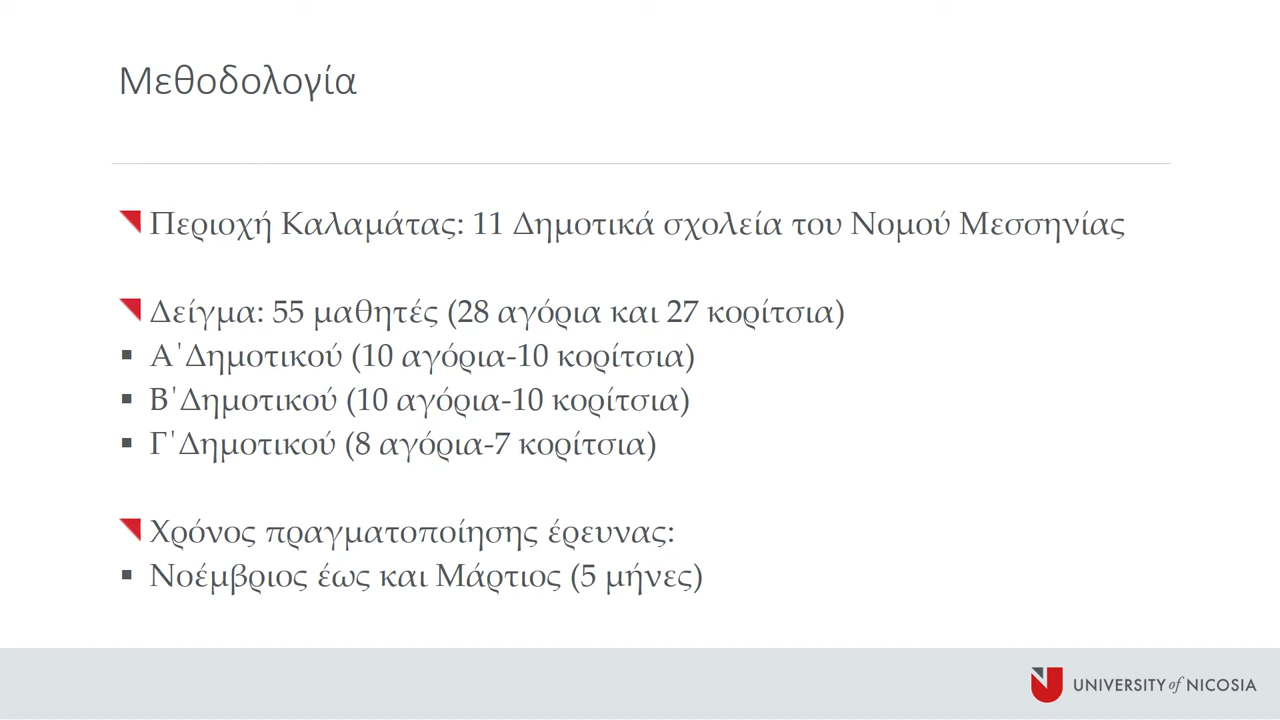 Μεθοδολογία
Περιοχή Καλαμάτας: 11 Δημοτικά σχολεία του Νομού Μεσσηνίας
Δείγμα: 55 μαθητές (28 αγόρια και 27 κορίτσια)
▪ Α΄Δημοτικού (10 αγόρια-10 κορίτσια)
▪ Β΄Δημοτικού (10 αγόρια-10 κορίτσια)
▪ Γ΄Δημοτικού (8 αγόρια-7 κορίτσια)
Χρόνος πραγματοποίησης έρευνας:
▪ Νοέμβριος έως και Μάρτιος (5 μήνες)
UNIVERSITY of NICOSIA